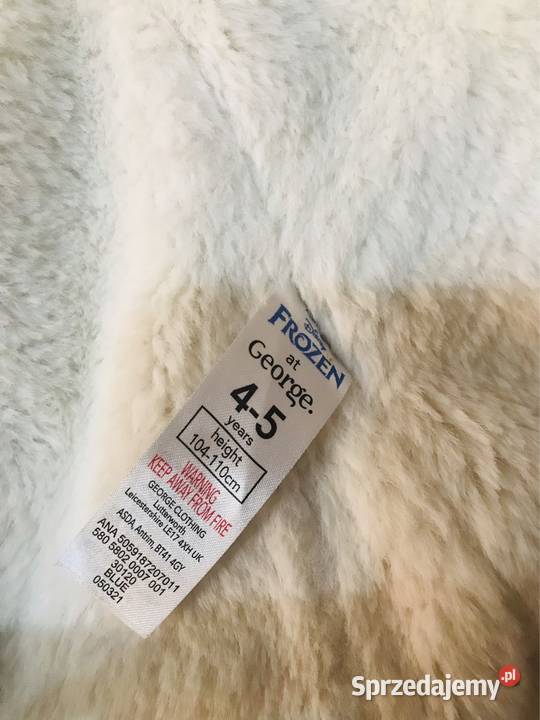 Disney
FROZEN
at
George.
4-5
years
height
104-110cm
WARNING
KEEP AWAY FROM FIRE
GEORGE CLOTHING
Lutterworth
Leicestershire LE17 4XH UK
ASDA, Antrim, BT41 4GY
ANA 5059187207011
580 5802 0007 001
30120
BLUE
050321
Sprzedajemy.pl